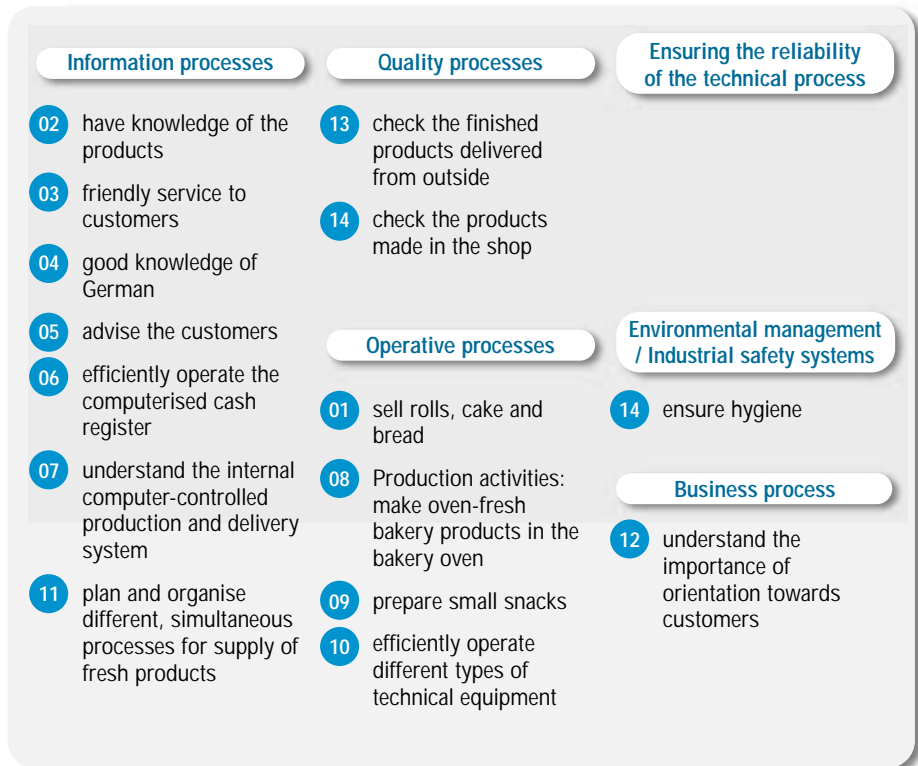 Information processes
02 have knowledge of the
products
03 friendly service to
customers
04 good knowledge of
German
05 advise the customers
06 efficiently operate the
computerised cash
register
07 understand the internal
computer-controlled
production and delivery
system
11 plan and organise
different, simultaneous
processes for supply of
fresh products
Quality processes
13 check the finished
products delivered
from outside
14 check the products
made in the shop
Operative processes
01 sell rolls, cake and
bread
08 Production activities:
make oven-fresh
bakery products in the
bakery oven
09 prepare small snacks
10 efficiently operate
different types of
technical equipment
Ensuring the reliability
of the technical process
Environmental management
/ Industrial safety systems
14 ensure hygiene
Business process
12 understand the
importance of
orientation towards
customers